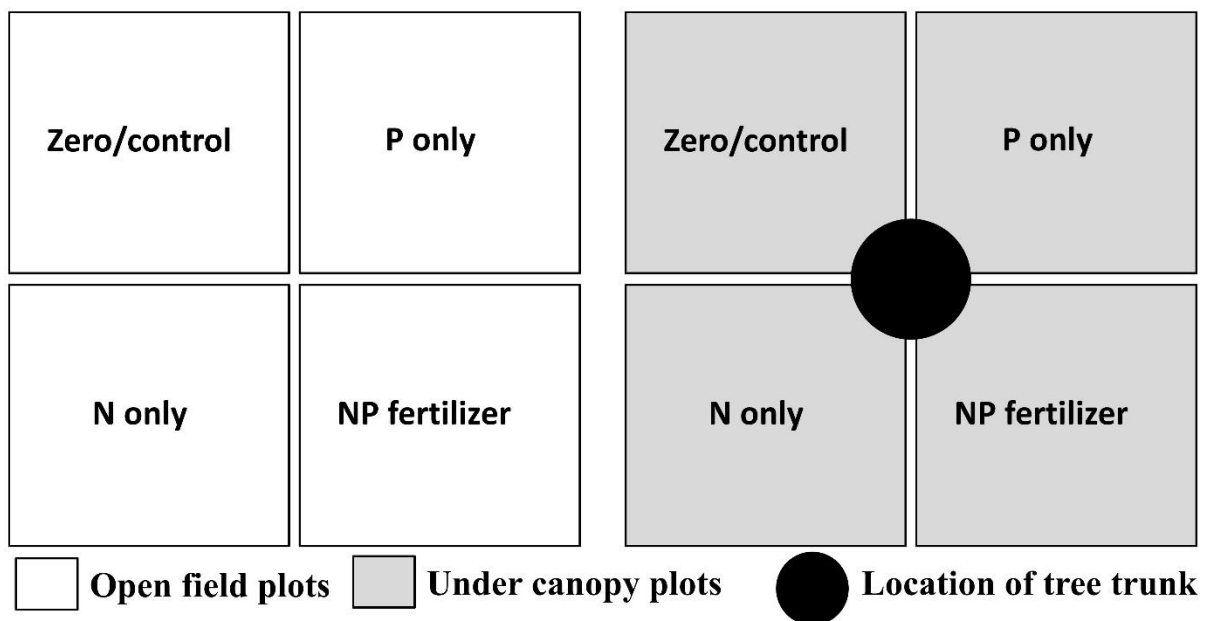 Zero/control
P only
Zero/control
P only
N only
NP fertilizer
N only
NP fertilizer
Open field plots
Under canopy plots
Location of tree trunk